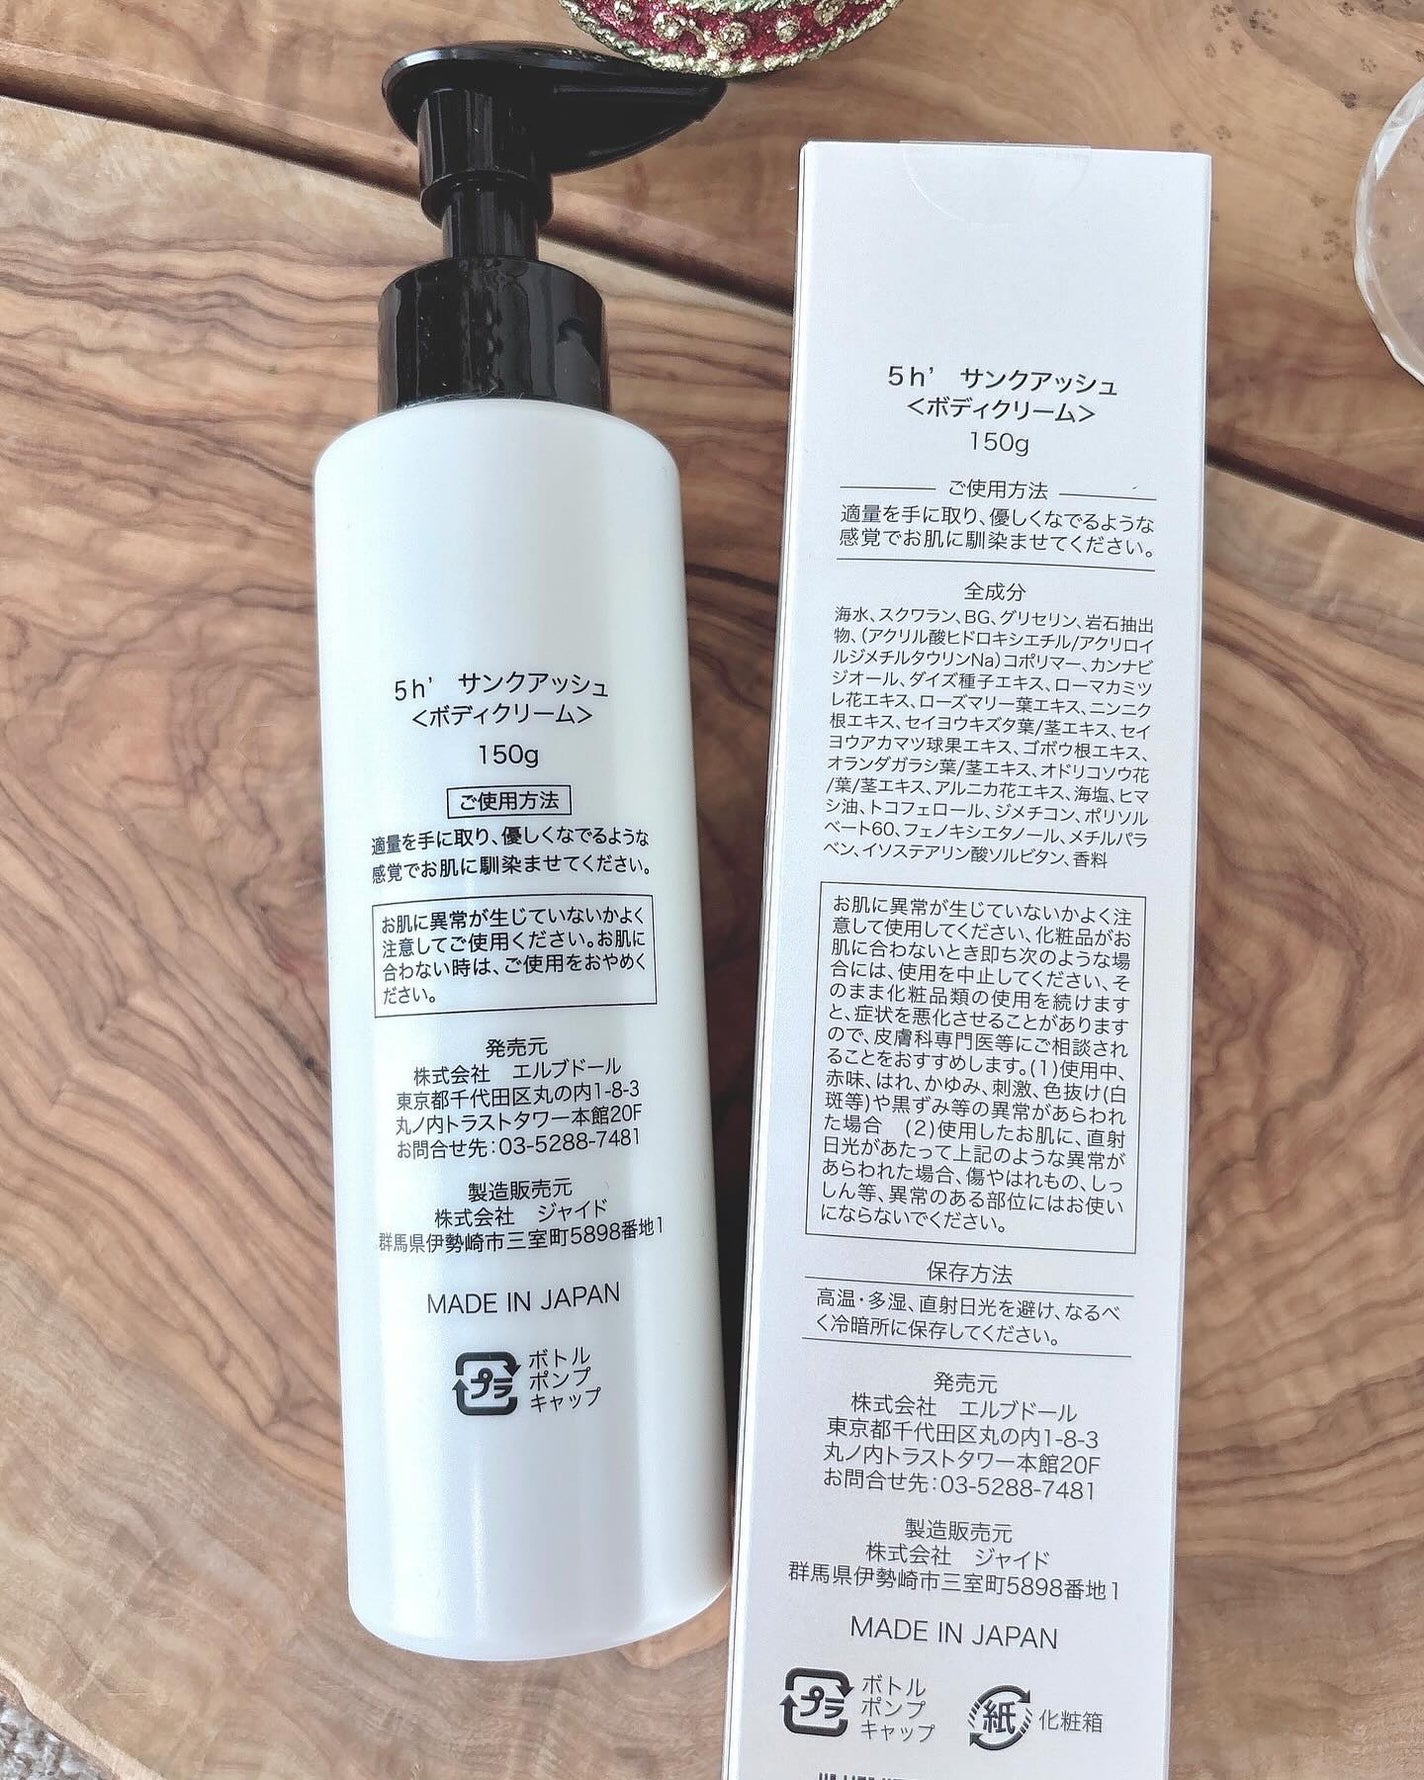 5h’ サンクアッシュ
<ボディクリーム>
150g
ご使用方法
適量を手に取り、優しくなでるような
感覚でお肌に馴染ませてください。
お肌に異常が生じていないかよく
注意してご使用ください。お肌に
合わない時は、ご使用をおやめく
ださい。
発売元
株式会社 エルブドール
東京都千代田区丸の内1-8-3
丸ノ内トラストタワー本館20F
お問合せ先:03-5288-7481
製造販売元
株式会社 ジャイド
群馬県伊勢崎市三室町5898番地1
MADE IN JAPAN
プラ
ボトル
ポンプ
キャップ
5h’ サンクアッシュ
<ボディクリーム>
150g
ご使用方法
適量を手に取り、優しくなでるような
感覚でお肌に馴染ませてください。
全成分
海水、スクワラン、BG、グリセリン、岩石抽出
物、(アクリル酸ヒドロキシエチル/アクリロイ
ルジメチルタウリンNa)コポリマー、カンナビ
ジオール、ダイズ種子エキス、ローマカミツ
レ花エキス、ローズマリー葉エキス、ニンニク
根エキス、セイヨウキズタ葉/茎エキス、セイ
ヨウアカマツ球果エキス、ゴボウ根エキス、
オランダガラシ葉/茎エキス、オドリコソウ花
/葉/茎エキス、アルニカ花エキス、海塩、ヒマ
シ油、トコフェロール、ジメチコン、ポリソル
ベート60、フェノキシエタノール、メチルパラ
ベン、イソステアリン酸ソルビタン、香料
お肌に異常が生じていないかよく注
意して使用してください、化粧品がお
肌に合わないとき即ち次のような場
合には、使用を中止してください、そ
のまま化粧品類の使用を続けます
と、症状を悪化させることがあります
ので、皮膚科専門医等にご相談され
ることをおすすめします。(1)使用中、
赤味、はれ、かゆみ、刺激、色抜け(白
斑等)や黒ずみ等の異常があらわれ
た場合 (2)使用したお肌に、直射
日光があたって上記のような異常が
あらわれた場合、傷やはれもの、しっ
しん等、異常のある部位にはお使い
にならないでください。
保存方法
高温・多湿、直射日光を避け、なるべ
く冷暗所に保存してください。
発売元
株式会社 エルブドール
東京都千代田区丸の内1-8-3
丸ノ内トラストタワー本館20F
お問合せ先:03-5288-7481
製造販売元
株式会社 ジャイド
群馬県伊勢崎市三室町5898番地1
MADE IN JAPAN
プラ
ボトル
ポンプ
キャップ
紙 化粧箱